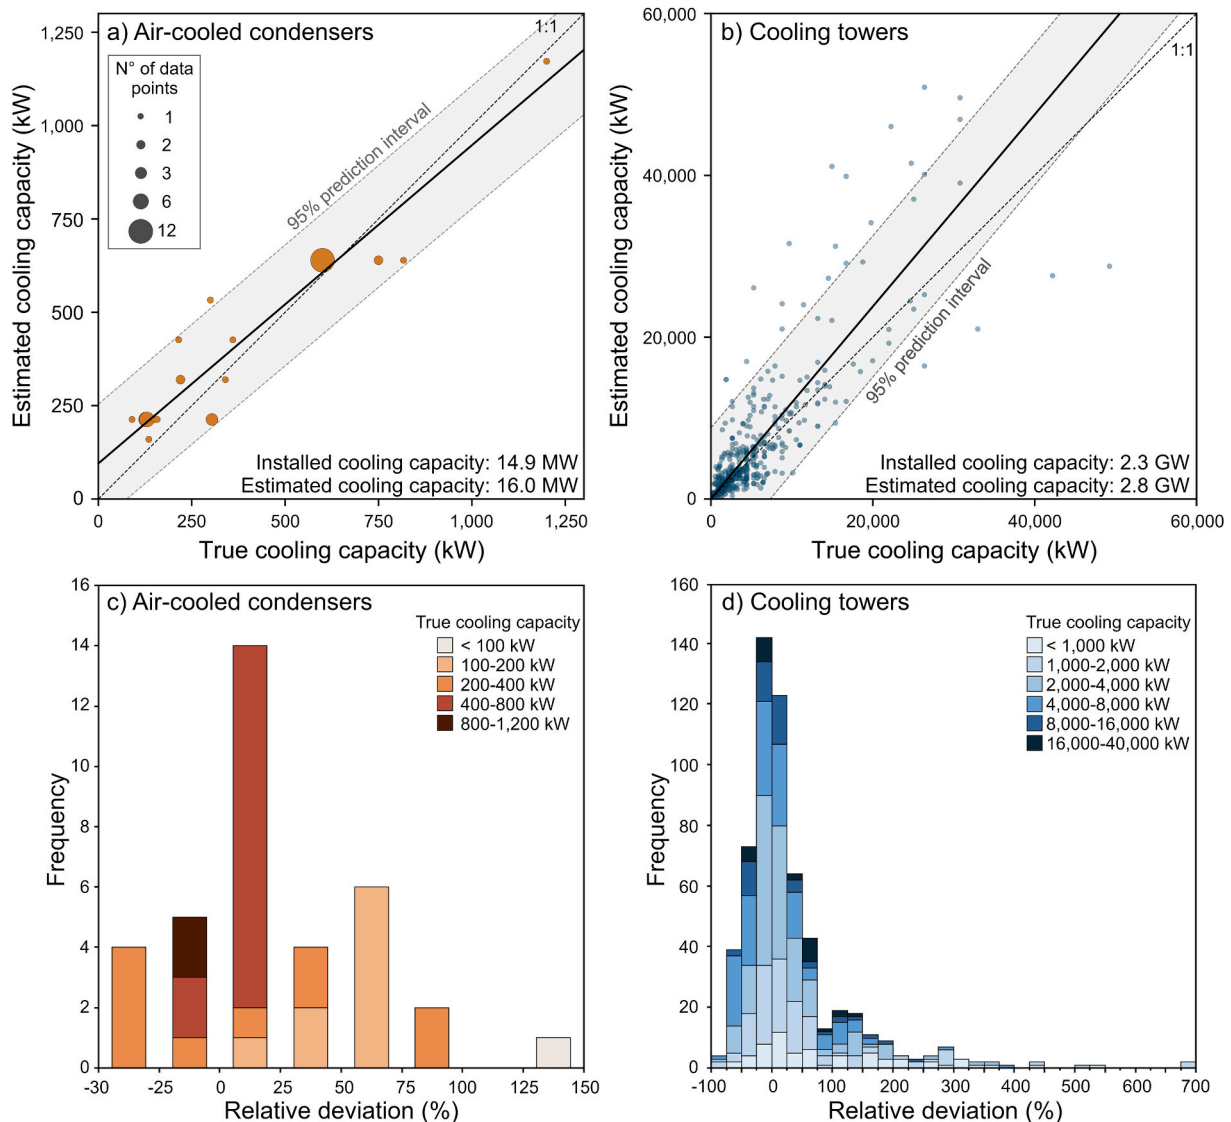 a) Air-cooled condensers
1:1
N° of data
points
1
2
3
6
12
95% prediction interval
Installed cooling capacity: 14.9 MW
Estimated cooling capacity: 16.0 MW
1,250
1,000
750
500
250
0
Estimated cooling capacity (kW)
0 250 500 750 1,000 1,250
True cooling capacity (kW)
b) Cooling towers
1:1
95% prediction interval
Installed cooling capacity: 2.3 GW
Estimated cooling capacity: 2.8 GW
60,000
40,000
20,000
0
Estimated cooling capacity (kW)
0 20,000 40,000 60,000
True cooling capacity (kW)
c) Air-cooled condensers
True cooling capacity
< 100 kW
100-200 kW
200-400 kW
400-800 kW
800-1,200 kW
16
14
12
10
8
6
4
2
0
Frequency
-30 0 25 50 75 100 150
Relative deviation (%)
d) Cooling towers
True cooling capacity
< 1,000 kW
1,000-2,000 kW
2,000-4,000 kW
4,000-8,000 kW
8,000-16,000 kW
16,000-40,000 kW
160
140
120
140
80
60
40
20
0
Frequency
-100 0 100 200 300 400 500 700
Relative deviation (%)